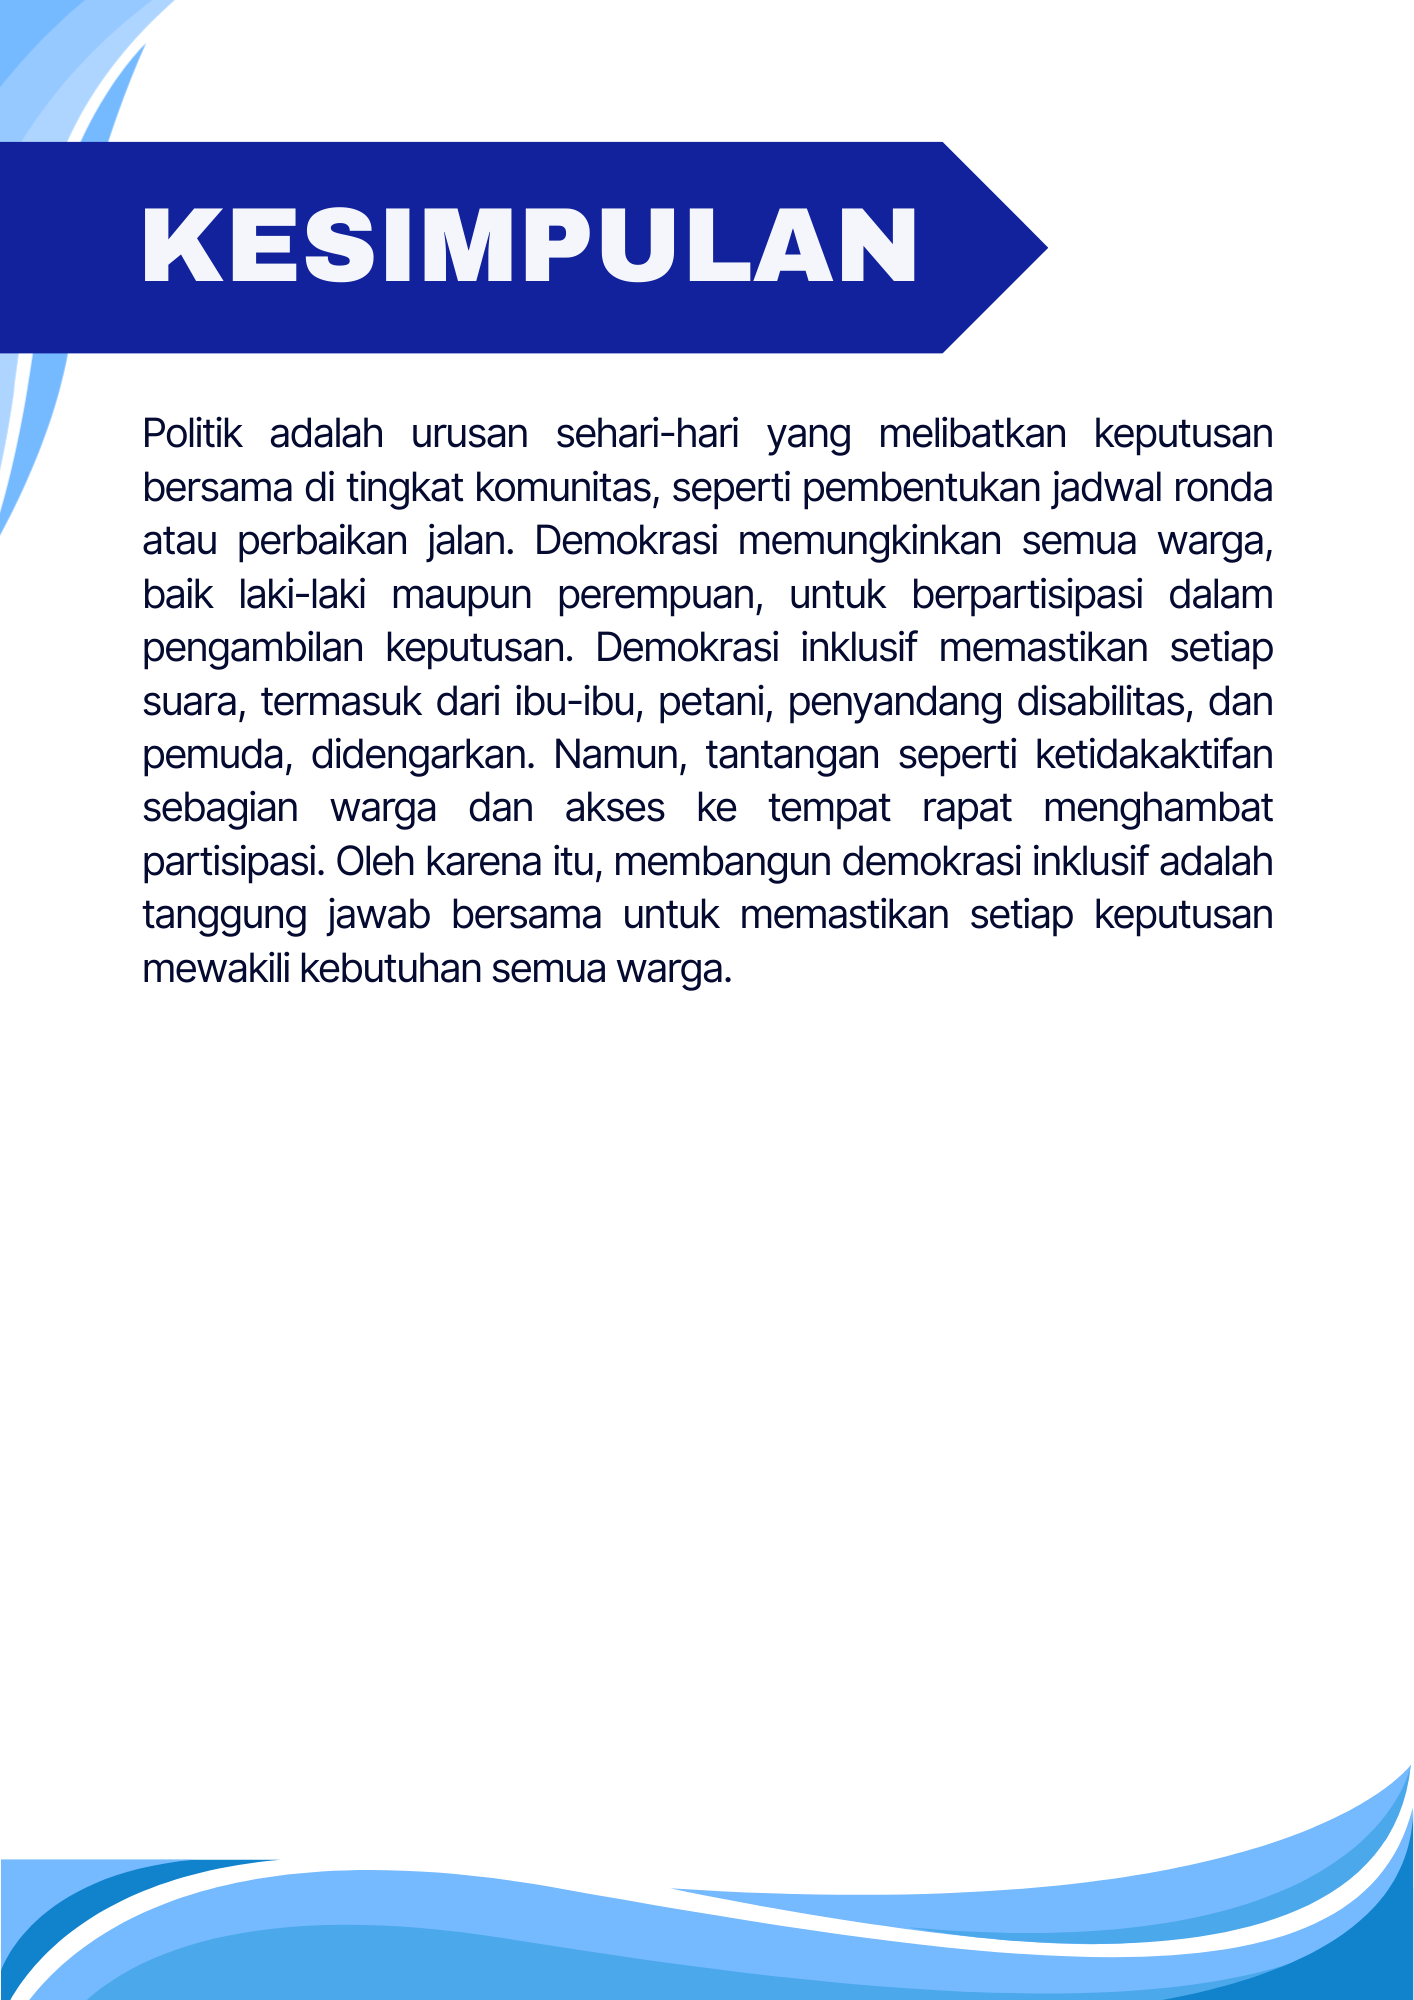 KESIMPULAN
Politik adalah urusan sehari-hari yang melibatkan keputusan
bersama di tingkat komunitas, seperti pembentukan jadwal ronda
atau perbaikan jalan. Demokrasi memungkinkan semua warga,
baik laki-laki maupun perempuan, untuk berpartisipasi dalam
pengambilan keputusan. Demokrasi inklusif memastikan setiap
suara, termasuk dari ibu-ibu, petani, penyandang disabilitas, dan
pemuda, didengarkan. Namun, tantangan seperti ketidakaktifan
sebagian warga dan akses ke tempat rapat menghambat
partisipasi. Oleh karena itu, membangun demokrasi inklusif adalah
tanggung jawab bersama untuk memastikan setiap keputusan
mewakili kebutuhan semua warga.